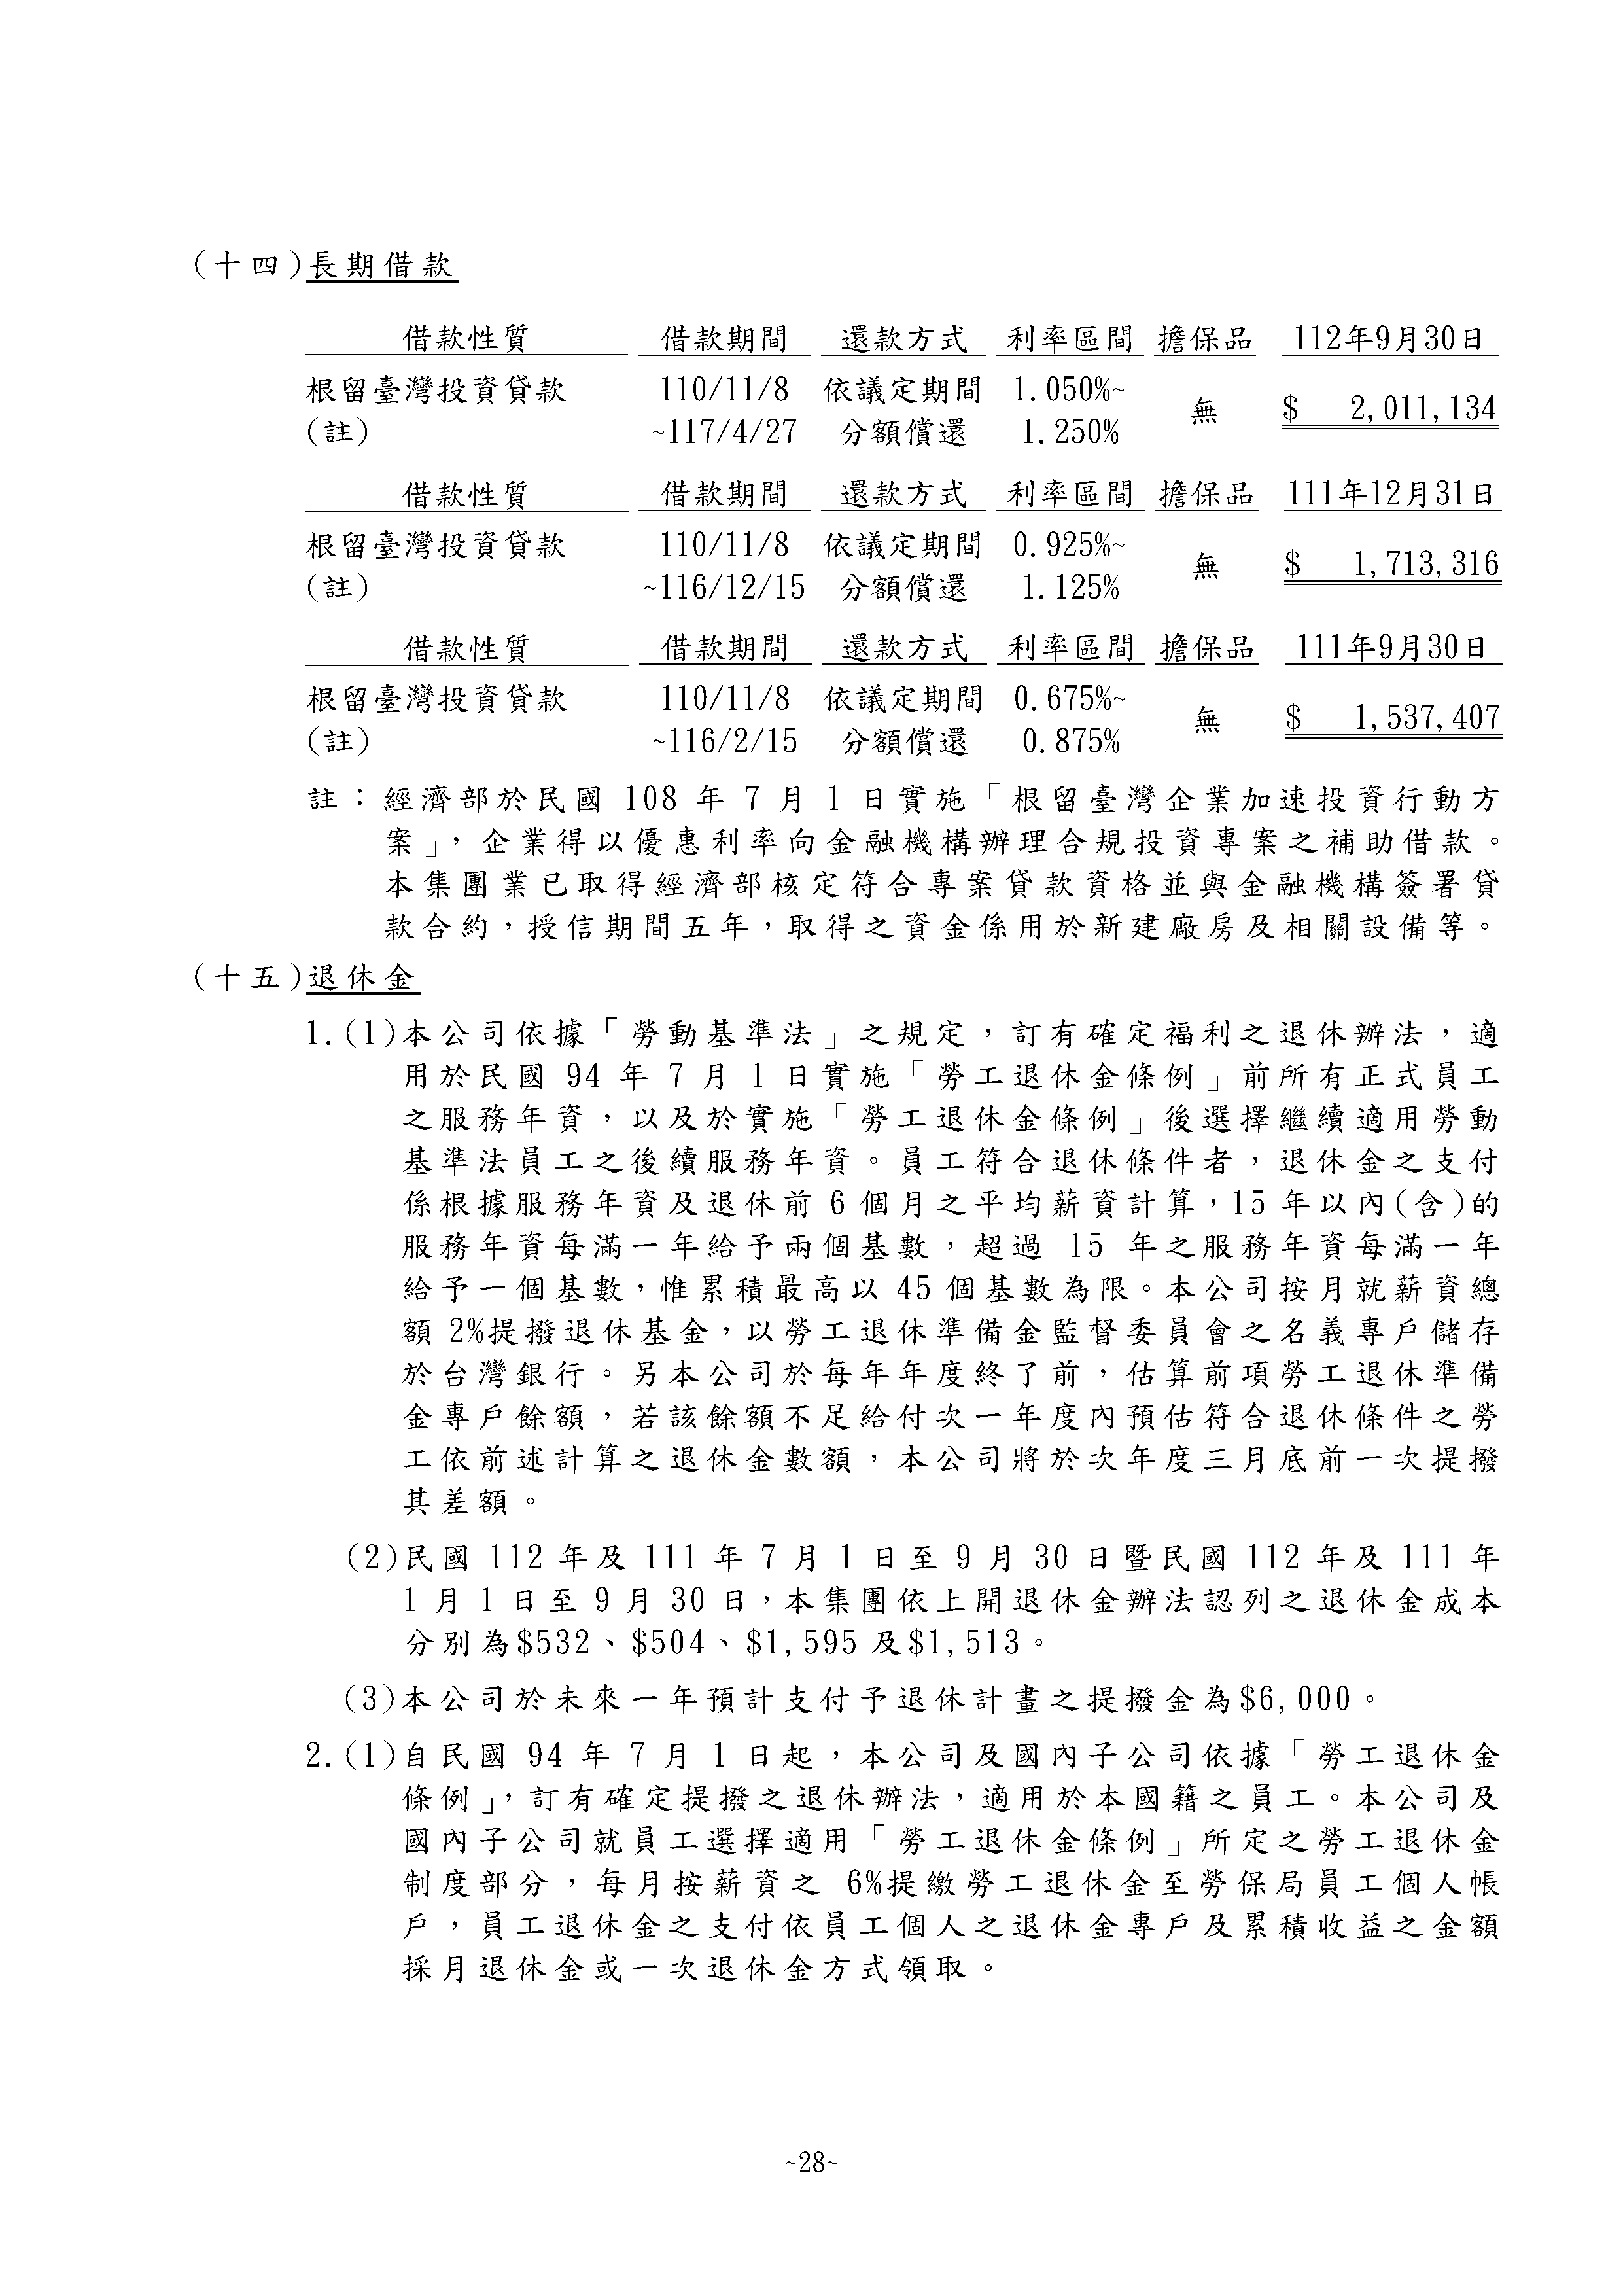 (十四)長期借款
借款性質 借款期間 還款方式 利率區間 擔保品 112年9月30日
根留臺灣投資貸款 110/11/8 依議定期間 1.050%~ 無 $ 2,011,134
(註) ~117/4/27 分額償還 1.250%
借款性質 借款期間 還款方式 利率區間 擔保品 111年12月31日
根留臺灣投資貸款 110/11/8 依議定期間 0.925%~ 無 $ 1,713,316
(註) ~116/12/15 分額償還 1.125%
借款性質 借款期間 還款方式 利率區間 擔保品 111年9月30日
根留臺灣投資貸款 110/11/8 依議定期間 0.675%~ 無 $ 1,537,407
(註) ~116/2/15 分額償還 0.875%
註：經濟部於民國 108 年 7 月 1 日實施「根留臺灣企業加速投資行動方
案」，企業得以優惠利率向金融機構辦理合規投資專案之補助借款。
本集團業已取得經濟部核定符合專案貸款資格並與金融機構簽署貸
款合約，授信期間五年，取得之資金係用於新建廠房及相關設備等。
(十五)退休金
1.(1)本公司依據「勞動基準法」之規定，訂有確定福利之退休辦法，適
用於民國 94 年 7 月 1 日實施「勞工退休金條例」前所有正式員工
之服務年資，以及於實施「勞工退休金條例」後選擇繼續適用勞動
基準法員工之後續服務年資。員工符合退休條件者，退休金之支付
係根據服務年資及退休前 6 個月之平均薪資計算，15 年以內(含)的
服務年資每滿一年給予兩個基數，超過 15 年之服務年資每滿一年
給予一個基數，惟累積最高以 45 個基數為限。本公司按月就薪資總
額 2%提撥退休基金，以勞工退休準備金監督委員會之名義專戶儲存
於台灣銀行。另本公司於每年年度終了前，估算前項勞工退休準備
金專戶餘額，若該餘額不足給付次一年度內預估符合退休條件之勞
工依前述計算之退休金數額，本公司將於次年度三月底前一次提撥
其差額。
(2)民國 112 年及 111 年 7 月 1 日至 9 月 30 日暨民國 112 年及 111 年
1 月 1 日至 9 月 30 日，本集團依上開退休金辦法認列之退休金成本
分別為$532、$504、$1,595 及$1,513。
(3)本公司於未來一年預計支付予退休計畫之提撥金為$6,000。
2.(1)自民國 94 年 7 月 1 日起，本公司及國內子公司依據「勞工退休金
條例」，訂有確定提撥之退休辦法，適用於本國籍之員工。本公司及
國內子公司就員工選擇適用「勞工退休金條例」所定之勞工退休金
制度部分，每月按薪資之 6%提繳勞工退休金至勞保局員工個人帳
戶，員工退休金之支付依員工個人之退休金專戶及累積收益之金額
採月退休金或一次退休金方式領取。
~28~